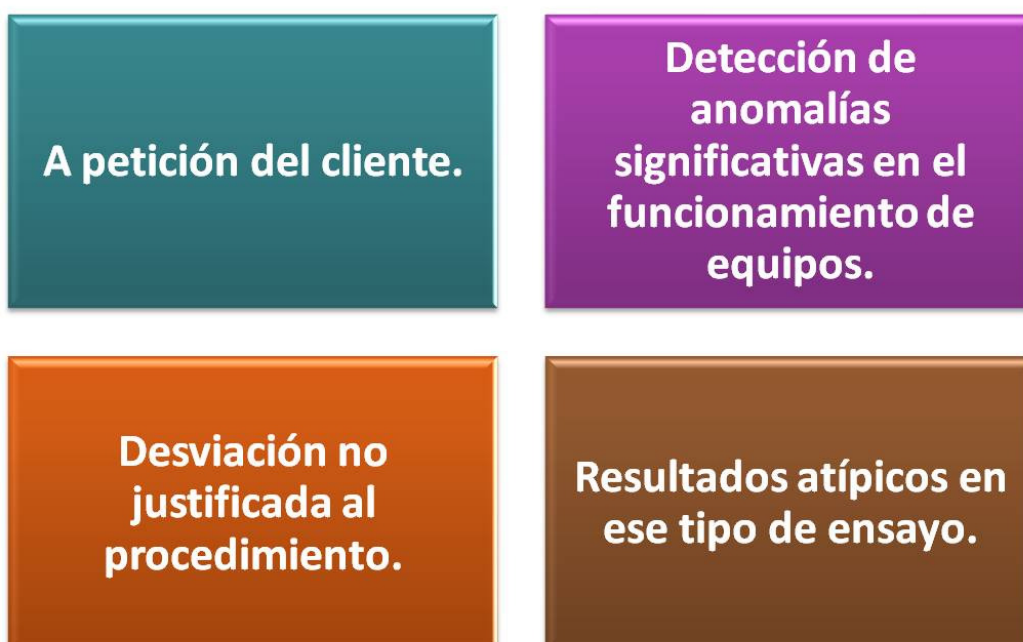 A petición del cliente.
Detección de
anomalías
significativas en el
funcionamiento de
equipos.
Desviación no
justificada al
procedimiento.
Resultados atípicos en
ese tipo de ensayo.